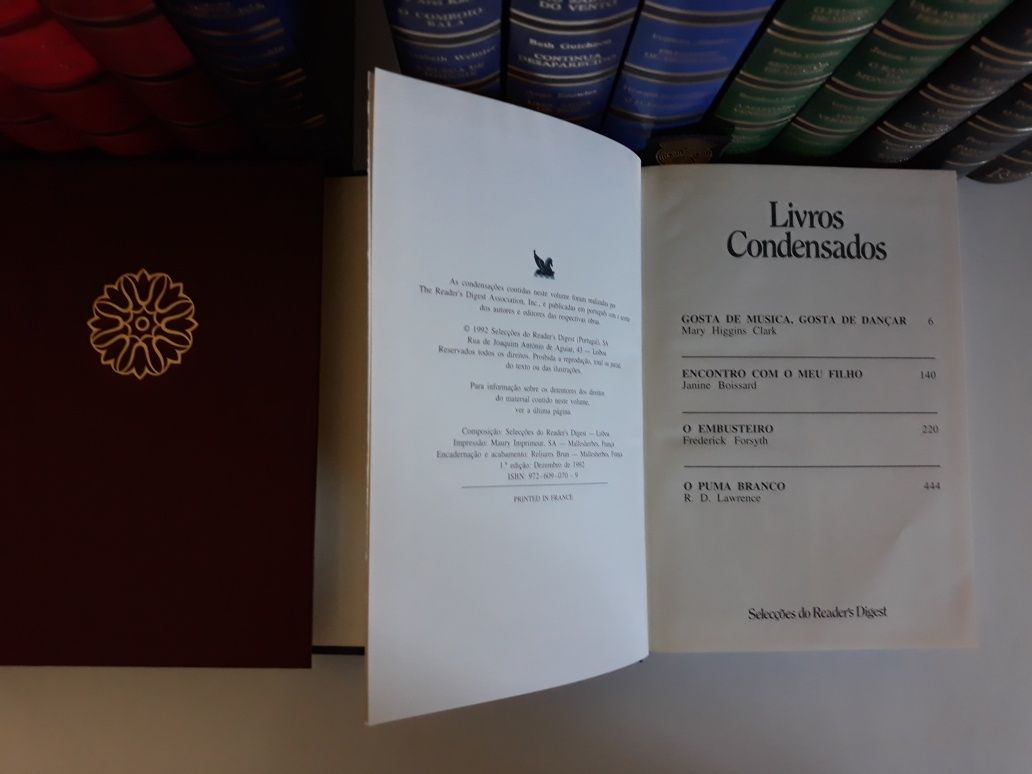 O COMBOIO
BALA
DO VENTO
Beth Gutcheon
CONTINUA
DESAPARECIDO
As condensações contidas neste volume foram realizadas por
The Reader's Digest Association, Inc., e publicadas em português com o acordo
dos autores e editores das respectivas obras.
© 1992 Selecções do Reader's Digest (Portugal), SA
Rua de Joaquim António de Aguiar, 43 — Lisboa
Reservados todos os direitos. Proibida a reprodução, total ou parcial,
do texto ou das ilustrações.
Para informação sobre os detentores dos direitos
do material contido neste volume,
ver a última página.
Composição: Selecções do Reader's Digest — Lisboa
Impressão: Maury Imprimeur, SA — Malesherbes, França
Encadernação e acabamento: Reliures Brun — Malesherbes, França
1.ª edição: Dezembro de 1992
ISBN: 972-609-070-9
PRINTED IN FRANCE
Livros
Condensados
GOSTA DE MUSICA, GOSTA DE DANÇAR 6
Mary Higgins Clark
ENCONTRO COM O MEU FILHO 140
Janine Boissard
O EMBUSTEIRO 220
Frederick Forsyth
O PUMA BRANCO 444
R. D. Lawrence
Selecções do Reader's Digest